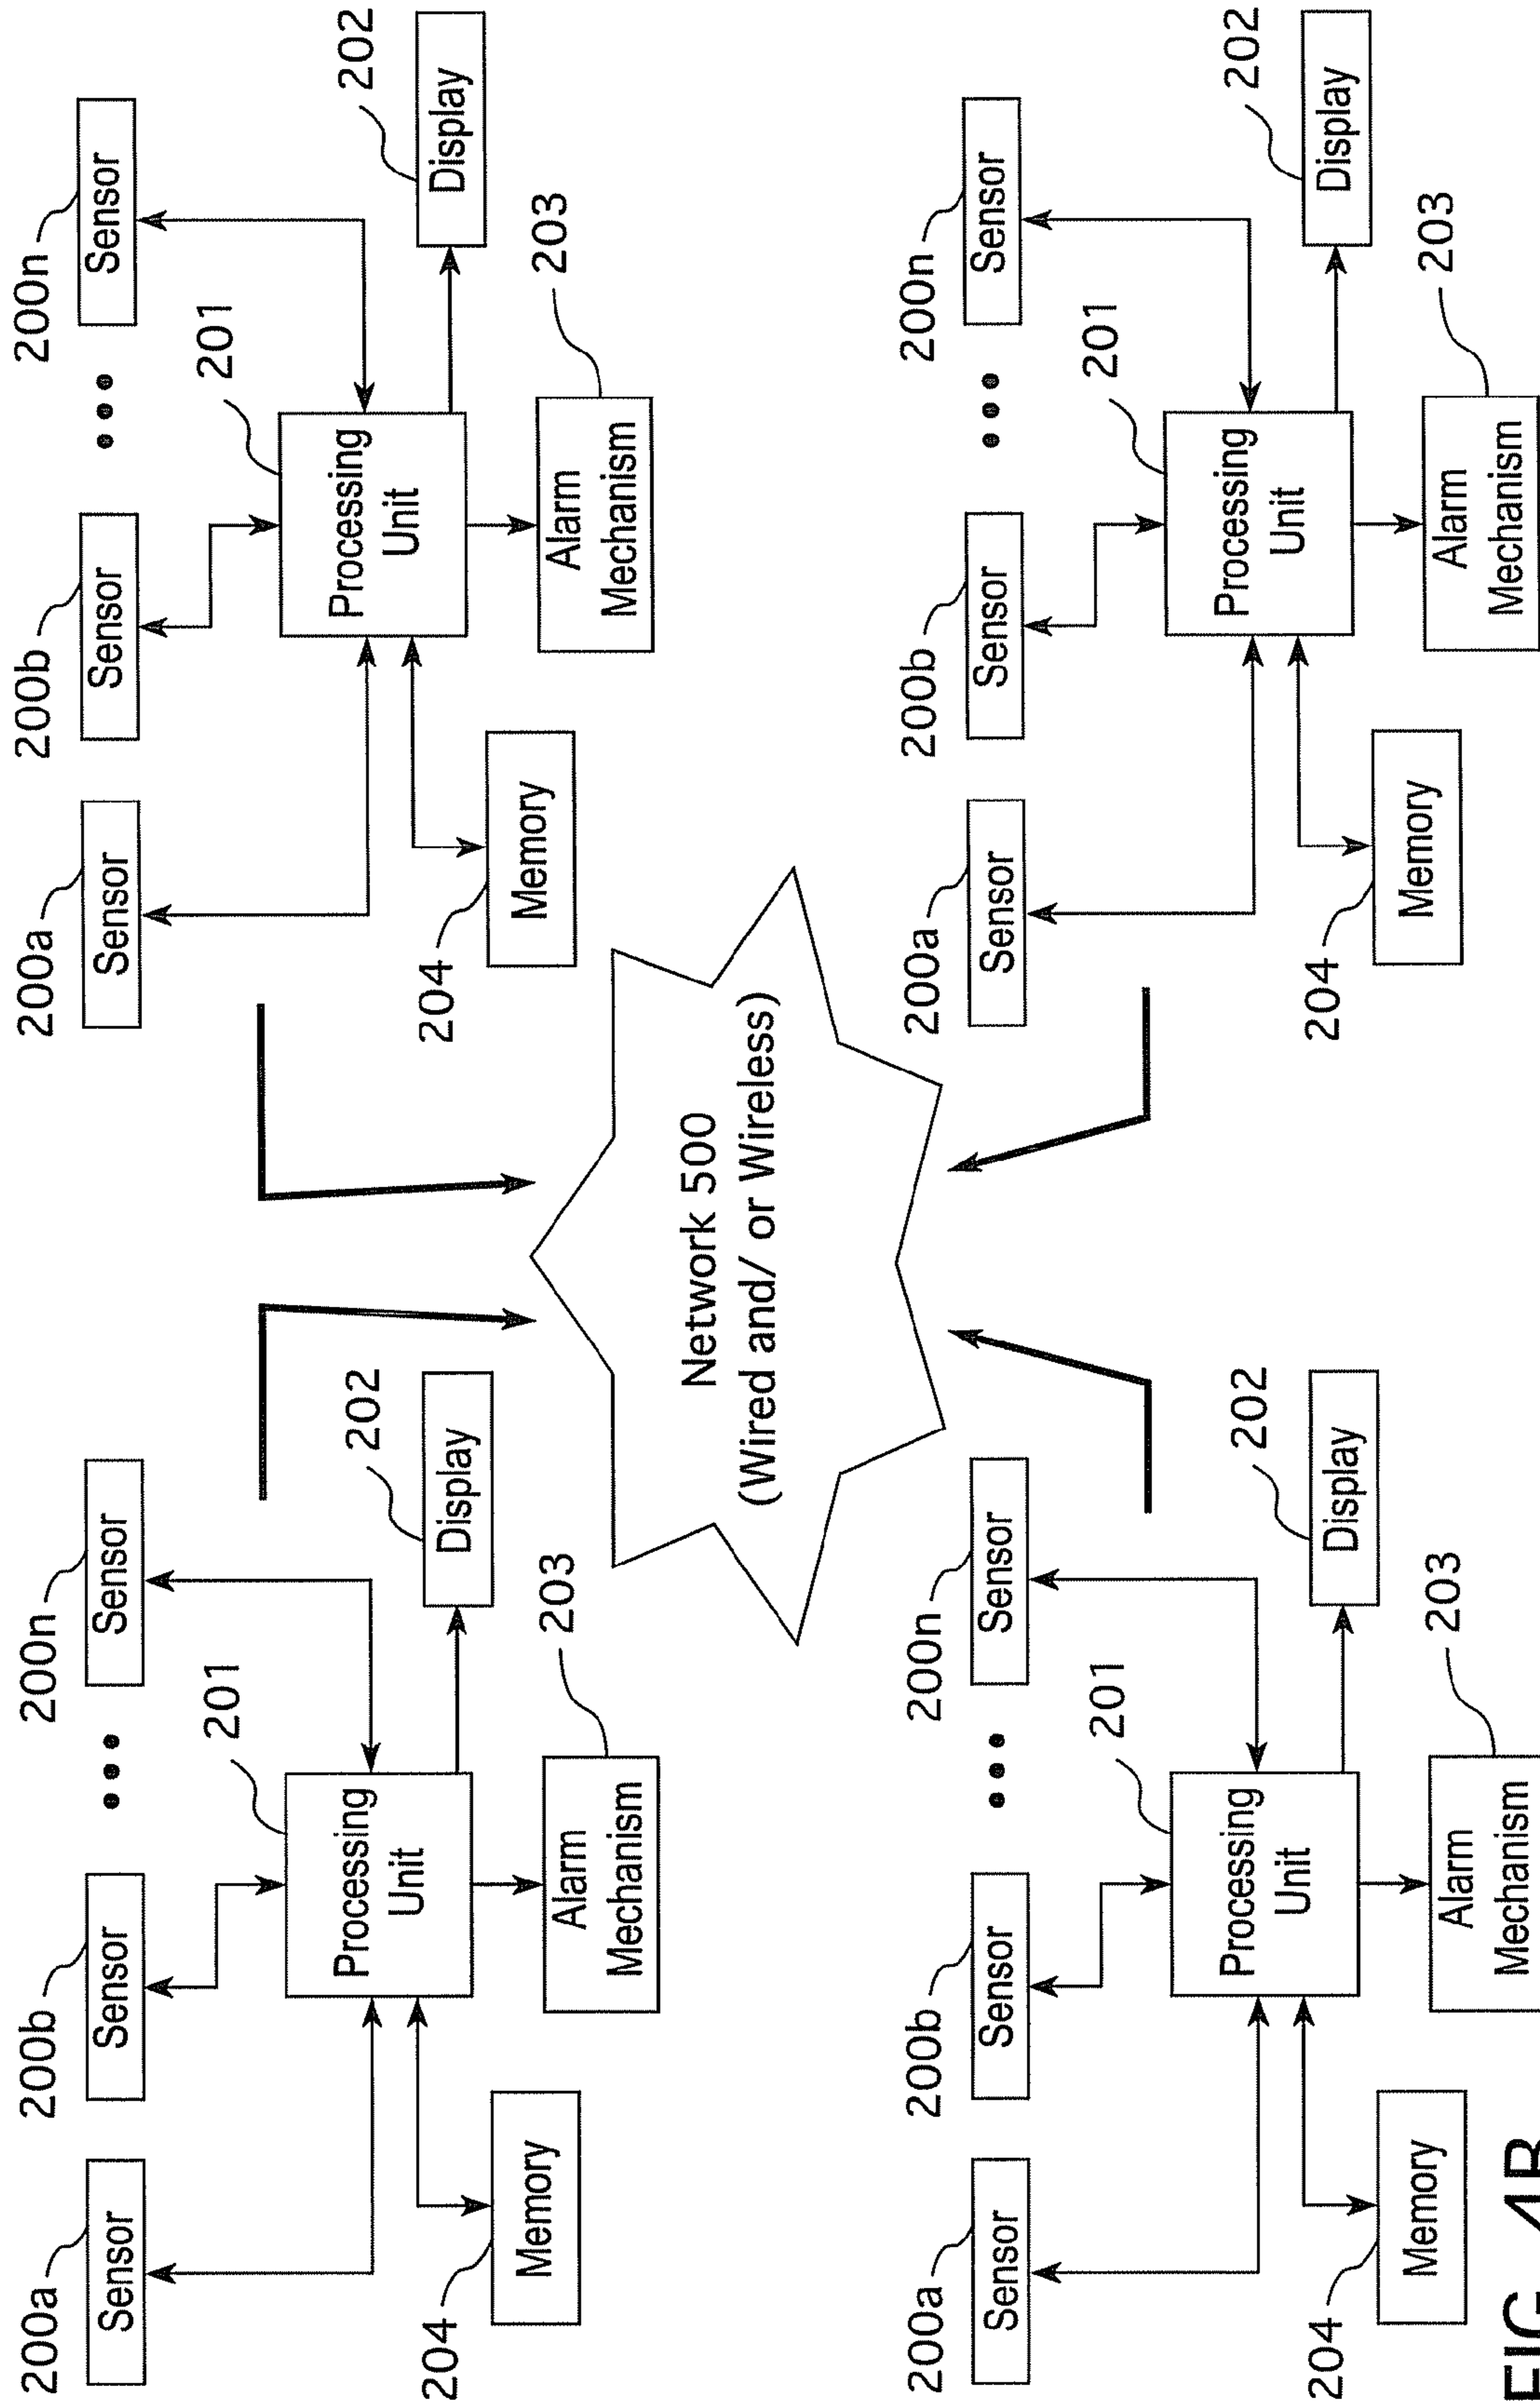 200a
200b
200n
Sensor
Sensor
• • •
Sensor
201
Processing
Unit
202
Display
204
Memory
203
Alarm
Mechanism
200a
200b
200n
Sensor
Sensor
• • •
Sensor
201
Processing
Unit
202
Display
204
Memory
203
Alarm
Mechanism
Network 500
(Wired and/ or Wireless)
200a
200b
200n
Sensor
Sensor
• • •
Sensor
201
Processing
Unit
202
Display
204
Memory
203
Alarm
Mechanism
200a
200b
200n
Sensor
Sensor
• • •
Sensor
201
Processing
Unit
202
Display
204
Memory
203
Alarm
Mechanism
FIG. 4B